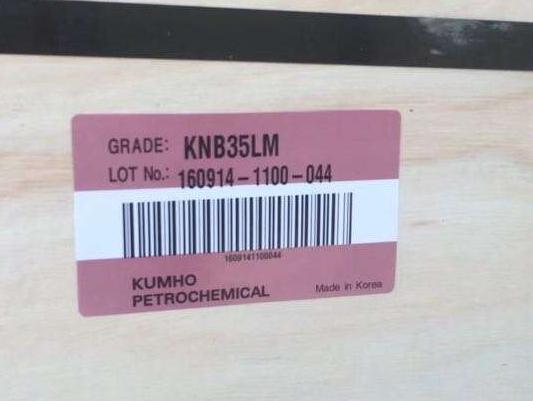 GRADE: KNB35LM
LOT No.: 160914-1100-044
1609141100044
KUMHO
PETROCHEMICAL
Made in Korea